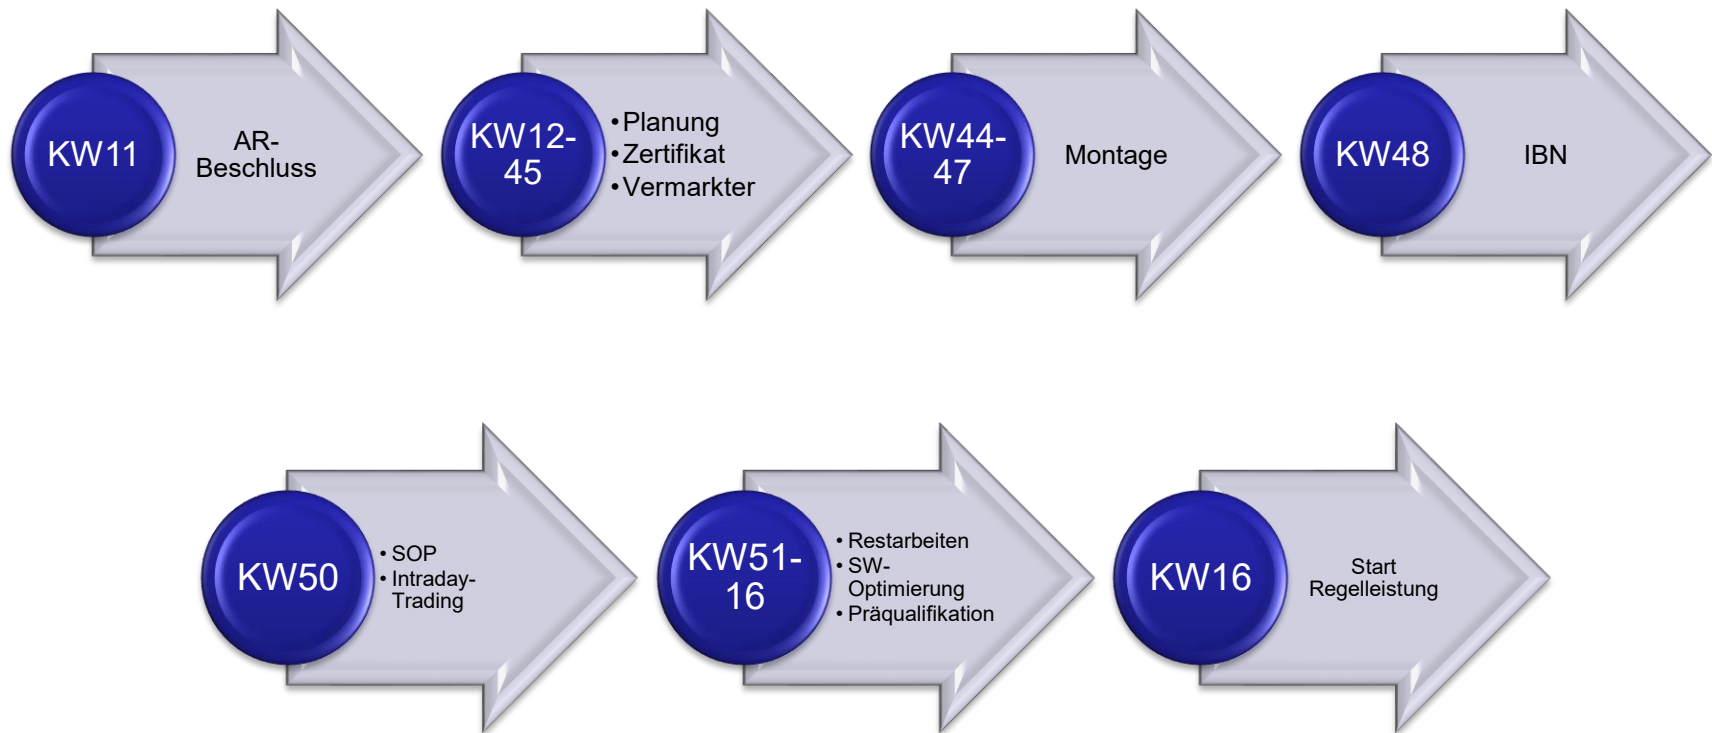 KW11
AR-
Beschluss
KW12-
45
• Planung
• Zertifikat
• Vermarkter
KW44-
47
Montage
KW48
IBN
KW50
• SOP
• Intraday-
Trading
KW51-
16
• Restarbeiten
• SW-
Optimierung
• Präqualifikation
KW16
Start
Regelleistung